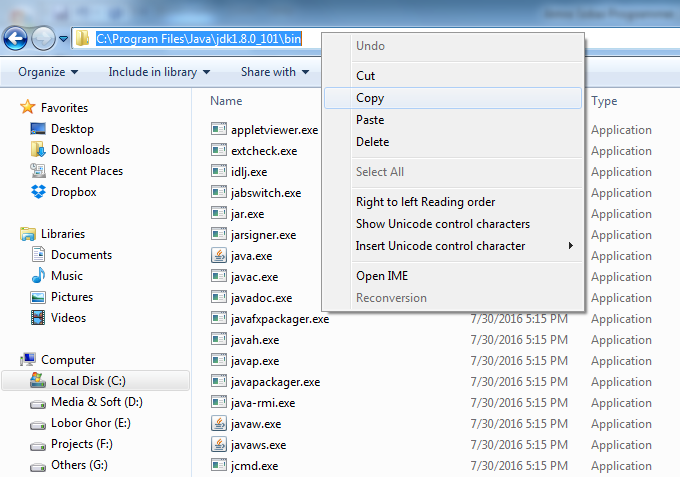 C:\Program Files\Java\jdk1.8.0_101\bin
Organize
Include in library
Share with
Favorites
Desktop
Downloads
Recent Places
Dropbox
Libraries
Documents
Music
Pictures
Videos
Computer
Local Disk (C:)
Media & Soft (D:)
Lobor Ghor (E:)
Projects (F:)
Others (G:)
Name
Type
appletviewer.exe Application
extcheck.exe Application
idlj.exe Application
jabswitch.exe Application
jar.exe Application
jarsigner.exe Application
java.exe Application
javac.exe Application
javadoc.exe Application
javafxpackager.exe 7/30/2016 5:15 PM Application
javah.exe 7/30/2016 5:15 PM Application
javap.exe 7/30/2016 5:15 PM Application
javapackager.exe 7/30/2016 5:15 PM Application
java-rmi.exe 7/30/2016 5:15 PM Application
javaw.exe 7/30/2016 5:15 PM Application
javaws.exe 7/30/2016 5:15 PM Application
jcmd.exe 7/30/2016 5:15 PM Application
Undo
Cut
Copy
Paste
Delete
Select All
Right to left Reading order
Show Unicode control characters
Insert Unicode control character
Open IME
Reconversion